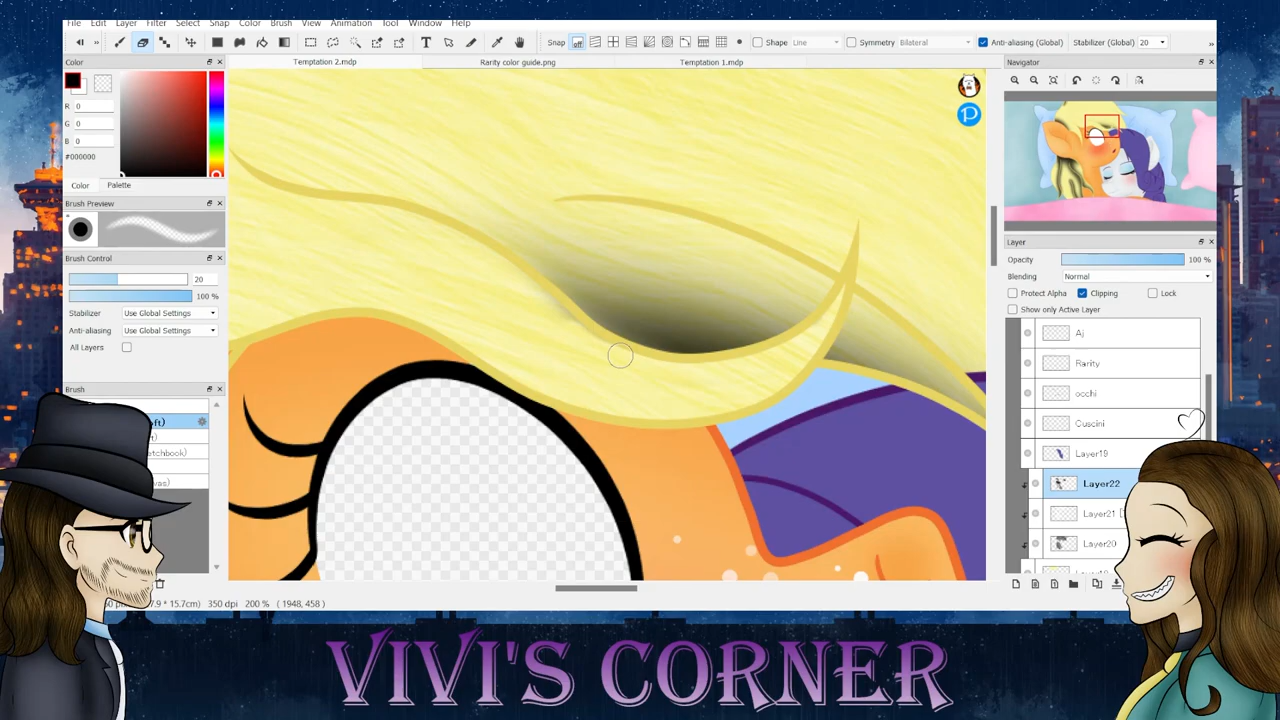 File Edit Layer Filter Select Snap Color Brush View Animation Tool Window Help
Snap off Shape Line Symmetry Bilateral Anti-aliasing (Global) Stabilizer (Global) 20
Color
Temptation 2.mdp Rarity color guide.png Temptation 1.mdp
Navigator
R 0
G 0
B 0
#000000
Color Palette
Brush Preview
Brush Control
20
100 %
Stabilizer Use Global Settings
Anti-aliasing Use Global Settings
All Layers
Brush
Layer
Opacity 100 %
Blending Normal
Protect Alpha Clipping Lock
Show only Active Layer
Aj
Rarity
occhi
Cuscini
Layer19
Layer22
Layer21
Layer20
15.7cm) 350 dpi 200 % ( 1948, 458 )
VIVI'S CORNER